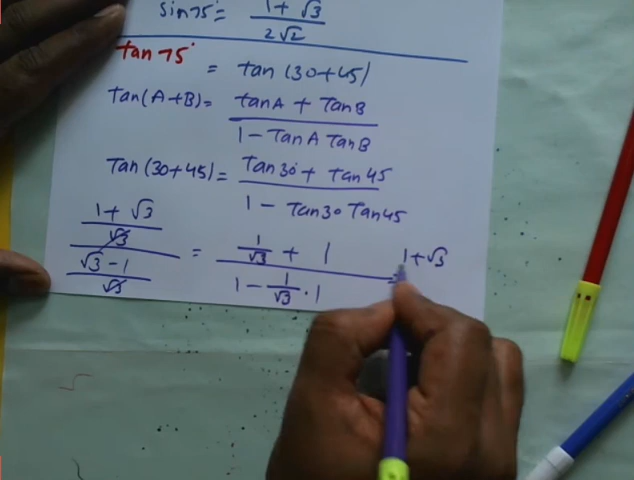 sin75° = (1 + √3)/(2√2)
tan 75°
= tan (30+45)
Tan(A+B) = (tanA + TanB)/(1 - TanA TanB)
Tan (30+45) = (Tan30 + Tan45)/(1 - Tan30 Tan45)
((1 + √3)/√3)/((√3 - 1)/√3) = (1/√3 + 1)/(1 - 1/√3 · 1) = 1+√3